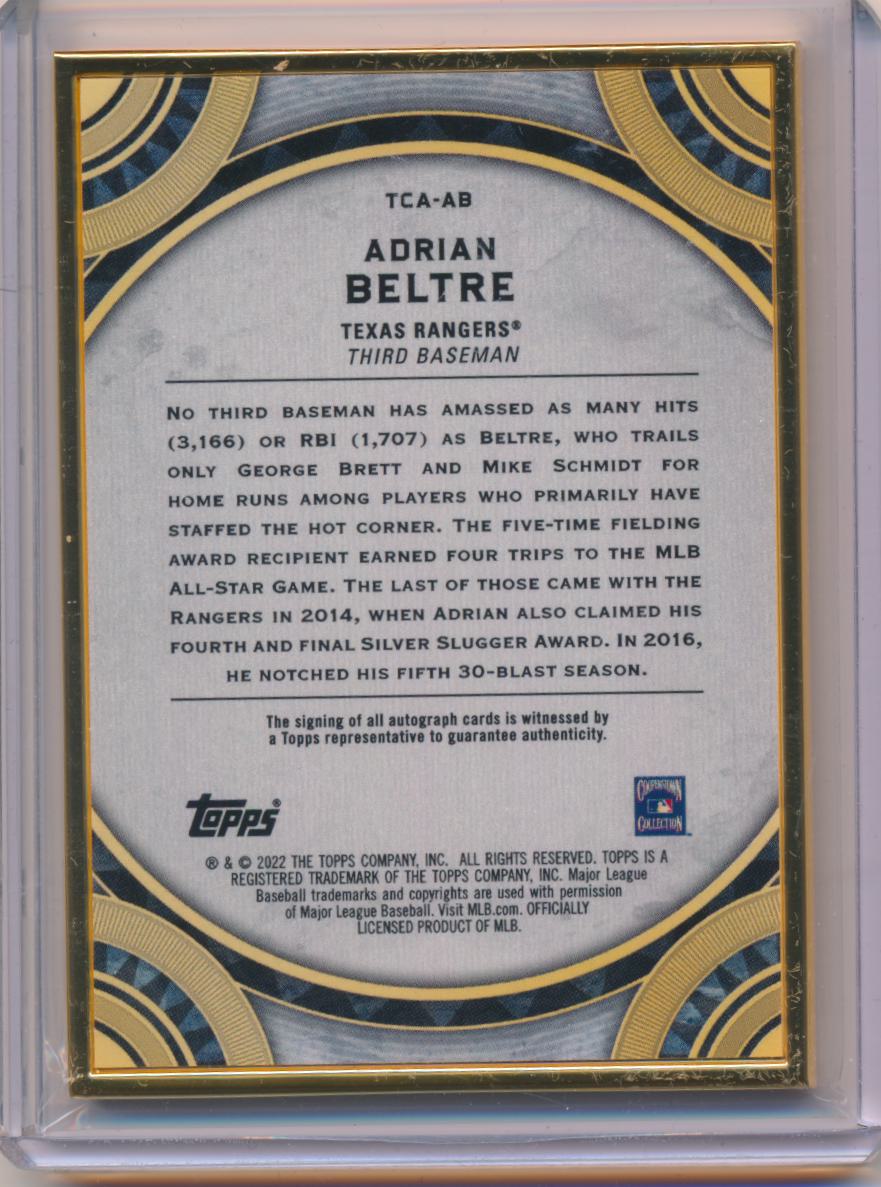 TCA-AB
ADRIAN
BELTRE
TEXAS RANGERS®
THIRD BASEMAN
NO THIRD BASEMAN HAS AMASSED AS MANY HITS
(3,166) OR RBI (1,707) AS BELTRE, WHO TRAILS
ONLY GEORGE BRETT AND MIKE SCHMIDT FOR
HOME RUNS AMONG PLAYERS WHO PRIMARILY HAVE
STAFFED THE HOT CORNER. THE FIVE-TIME FIELDING
AWARD RECIPIENT EARNED FOUR TRIPS TO THE MLB
ALL-STAR GAME. THE LAST OF THOSE CAME WITH THE
RANGERS IN 2014, WHEN ADRIAN ALSO CLAIMED HIS
FOURTH AND FINAL SILVER SLUGGER AWARD. IN 2016,
HE NOTCHED HIS FIFTH 30-BLAST SEASON.
The signing of all autograph cards is witnessed by
a Topps representative to guarantee authenticity.
Topps®
COOPERSTOWN
COLLECTION
® & © 2022 THE TOPPS COMPANY, INC. ALL RIGHTS RESERVED. TOPPS IS A
REGISTERED TRADEMARK OF THE TOPPS COMPANY, INC. Major League
Baseball trademarks and copyrights are used with permission
of Major League Baseball. Visit MLB.com. OFFICIALLY
LICENSED PRODUCT OF MLB.